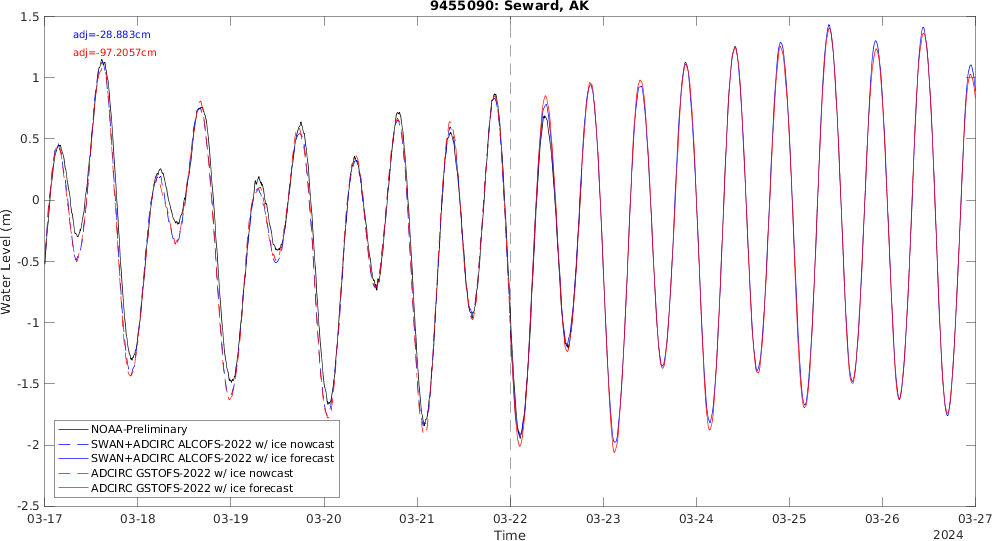 9455090: Seward, AK
adj=-28.883cm
adj=-97.2057cm
1.5
1
0.5
0
-0.5
-1
-1.5
-2
-2.5
Water Level (m)
NOAA-Preliminary
SWAN+ADCIRC ALCOFS-2022 w/ ice nowcast
SWAN+ADCIRC ALCOFS-2022 w/ ice forecast
ADCIRC GSTOFS-2022 w/ ice nowcast
ADCIRC GSTOFS-2022 w/ ice forecast
03-17 03-18 03-19 03-20 03-21 03-22 03-23 03-24 03-25 03-26 03-27
Time
2024